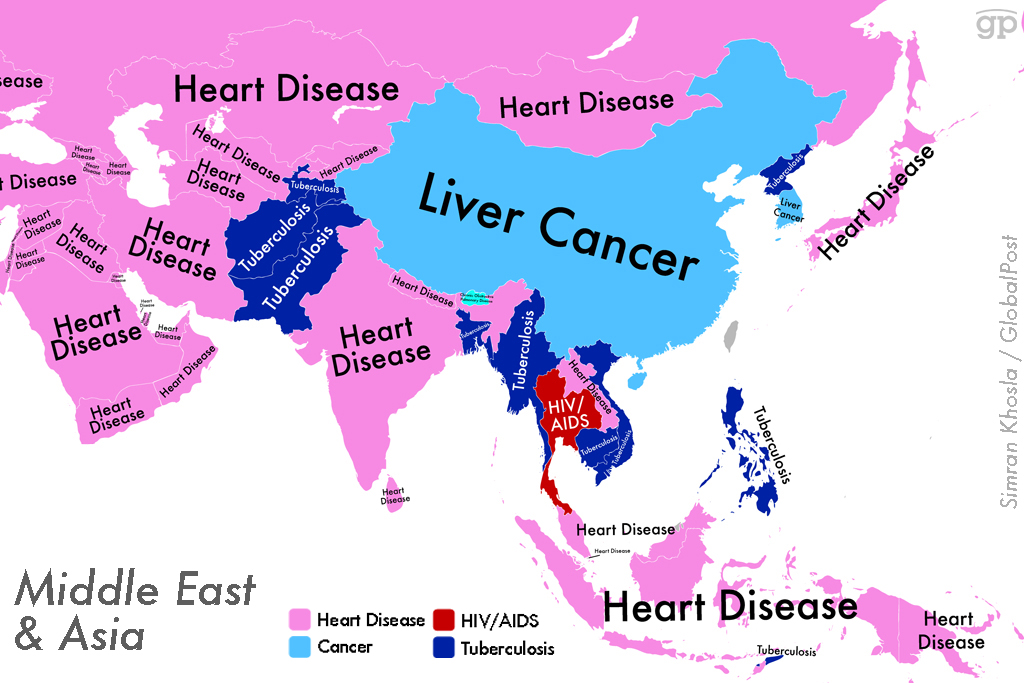 gp
sease
Heart Disease
Heart Disease
Heart Disease
Heart
Disease
Heart
Disease
Heart
Disease
Heart Disease
Heart
Disease
Tuberculosis
t Disease
Heart
Disease
Heart
Disease
Heart
Disease
Heart
Disease
Tuberculosis
Tuberculosis
Liver Cancer
Tuberculosis
Liver
Cancer
Heart Disease
Heart Disease
Heart
Disease
Heart
Disease
Heart
Disease
Heart Disease
Heart
Disease
Heart
Disease
Tuberculosis
Tuberculosis
Heart Disease
HIV/
AIDS
Tuberculosis
Tuberculosis
Tuberculosis
Heart
Disease
Heart Disease
Heart Disease
Heart Disease
Heart
Disease
Tuberculosis
Middle East
& Asia
Heart Disease
HIV/AIDS
Cancer
Tuberculosis
Simran Khosla / GlobalPost